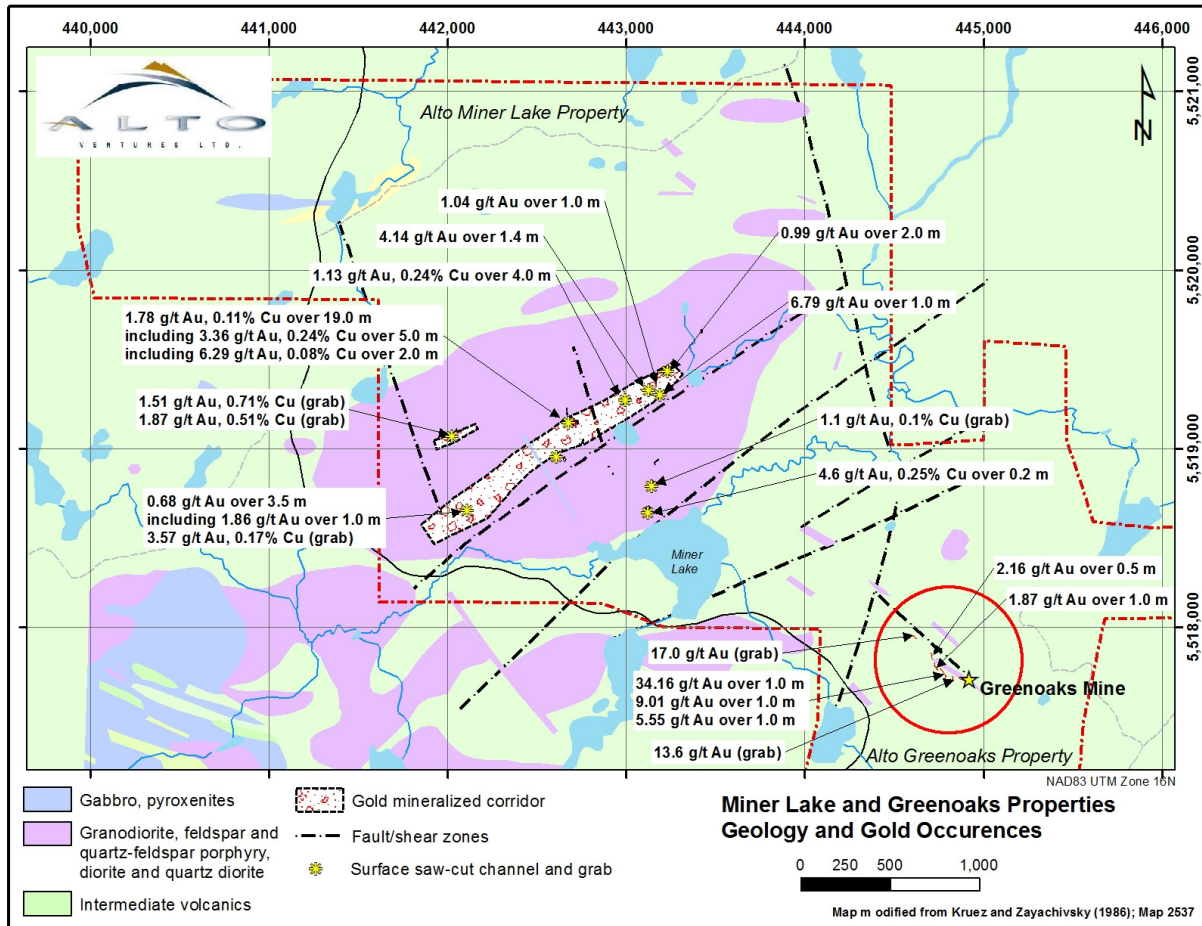 440,000 441,000 442,000 443,000 444,000 445,000 446,000
ALTO
VENTURES LTD.
Alto Miner Lake Property
N
5,521,000
5,520,000
5,519,000
5,518,000
1.04 g/t Au over 1.0 m
4.14 g/t Au over 1.4 m
0.99 g/t Au over 2.0 m
1.13 g/t Au, 0.24% Cu over 4.0 m
6.79 g/t Au over 1.0 m
1.78 g/t Au, 0.11% Cu over 19.0 m
including 3.36 g/t Au, 0.24% Cu over 5.0 m
including 6.29 g/t Au, 0.08% Cu over 2.0 m
1.51 g/t Au, 0.71% Cu (grab)
1.87 g/t Au, 0.51% Cu (grab)
1.1 g/t Au, 0.1% Cu (grab)
4.6 g/t Au, 0.25% Cu over 0.2 m
0.68 g/t Au over 3.5 m
including 1.86 g/t Au over 1.0 m
3.57 g/t Au, 0.17% Cu (grab)
Miner
Lake
2.16 g/t Au over 0.5 m
1.87 g/t Au over 1.0 m
17.0 g/t Au (grab)
34.16 g/t Au over 1.0 m
9.01 g/t Au over 1.0 m
5.55 g/t Au over 1.0 m
Greenoaks Mine
13.6 g/t Au (grab)
Alto Greenoaks Property
NAD83 UTM Zone 16N
Gabbro, pyroxenites
Granodiorite, feldspar and
quartz-feldspar porphyry,
diorite and quartz diorite
Intermediate volcanics
Gold mineralized corridor
Fault/shear zones
Surface saw-cut channel and grab
Miner Lake and Greenoaks Properties
Geology and Gold Occurences
0 250 500 1,000
Map m odified from Kruez and Zayachivsky (1986); Map 2537